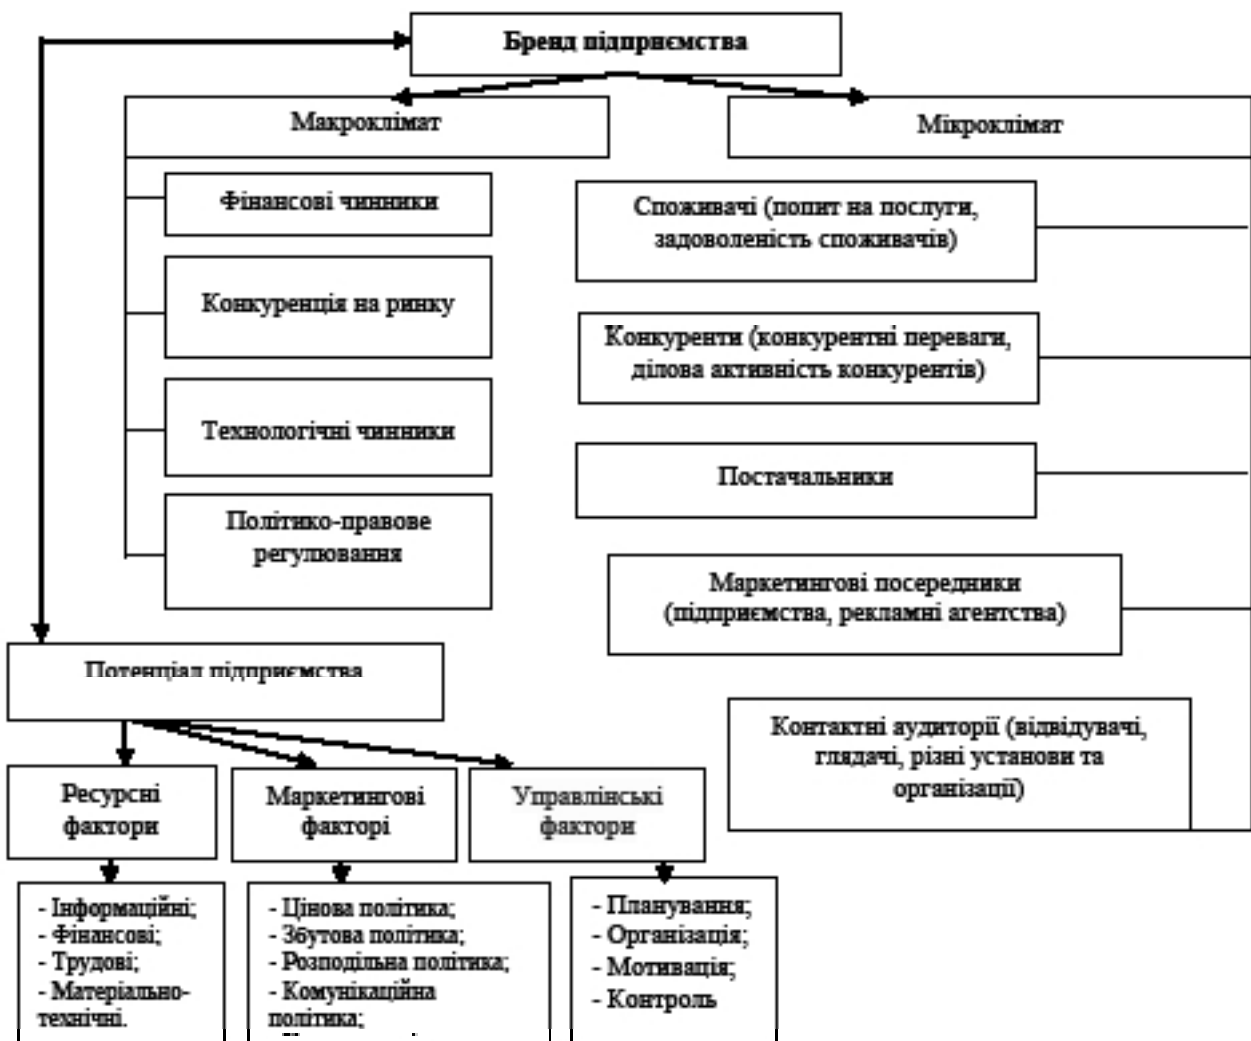 Бренд підприємства
Макроклімат
Мікроклімат
Фінансові чинники
Конкуренція на ринку
Технологічні чинники
Політико-правове
регулювання
Споживачі (попит на послуги,
задоволеність споживачів)
Конкуренти (конкурентні переваги,
ділова активність конкурентів)
Постачальники
Маркетингові посередники
(підприємства, рекламні агентства)
Контактні аудиторії (відвідувачі,
глядачі, різні установи та
організації)
Потенціал підприємства
Ресурсні
фактори
Маркетингові
факторі
Управлінські
фактори
- Інформаційні;
- Фінансові;
- Трудові;
- Матеріально-
технічні.
- Цінова політика;
- Збутова політика;
- Розподільна політика;
- Комунікаційна
політика;
- Планування;
- Організація;
- Мотивація;
- Контроль